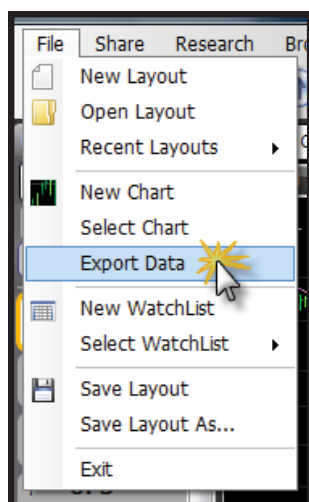 File Share Research
New Layout
Open Layout
Recent Layouts
New Chart
Select Chart
Export Data
New WatchList
Select WatchList
Save Layout
Save Layout As...
Exit